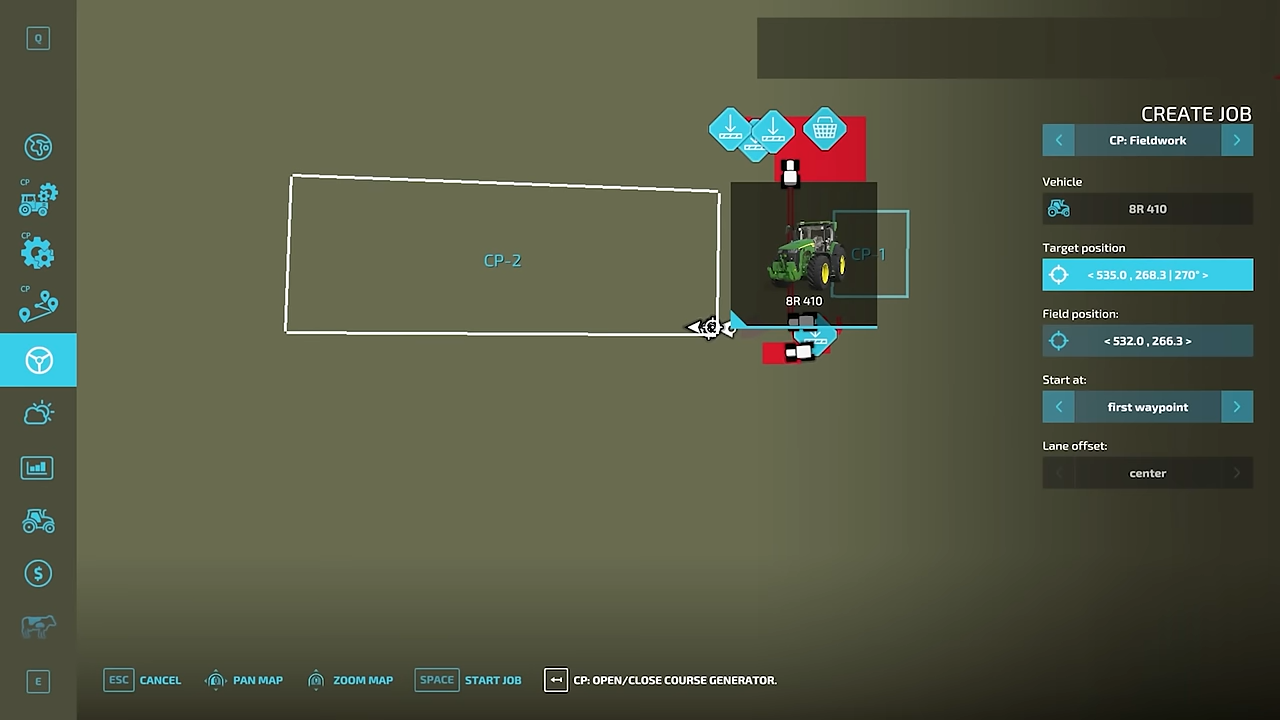 Q
CREATE JOB
CP: Fieldwork
Vehicle
8R 410
Target position
< 535.0 , 268.3 | 270° >
Field position:
< 532.0 , 266.3 >
Start at:
first waypoint
Lane offset:
center
CP
CP
CP
CP-2
CP-1
8R 410
$
E
ESC CANCEL PAN MAP ZOOM MAP SPACE START JOB CP: OPEN/CLOSE COURSE GENERATOR.